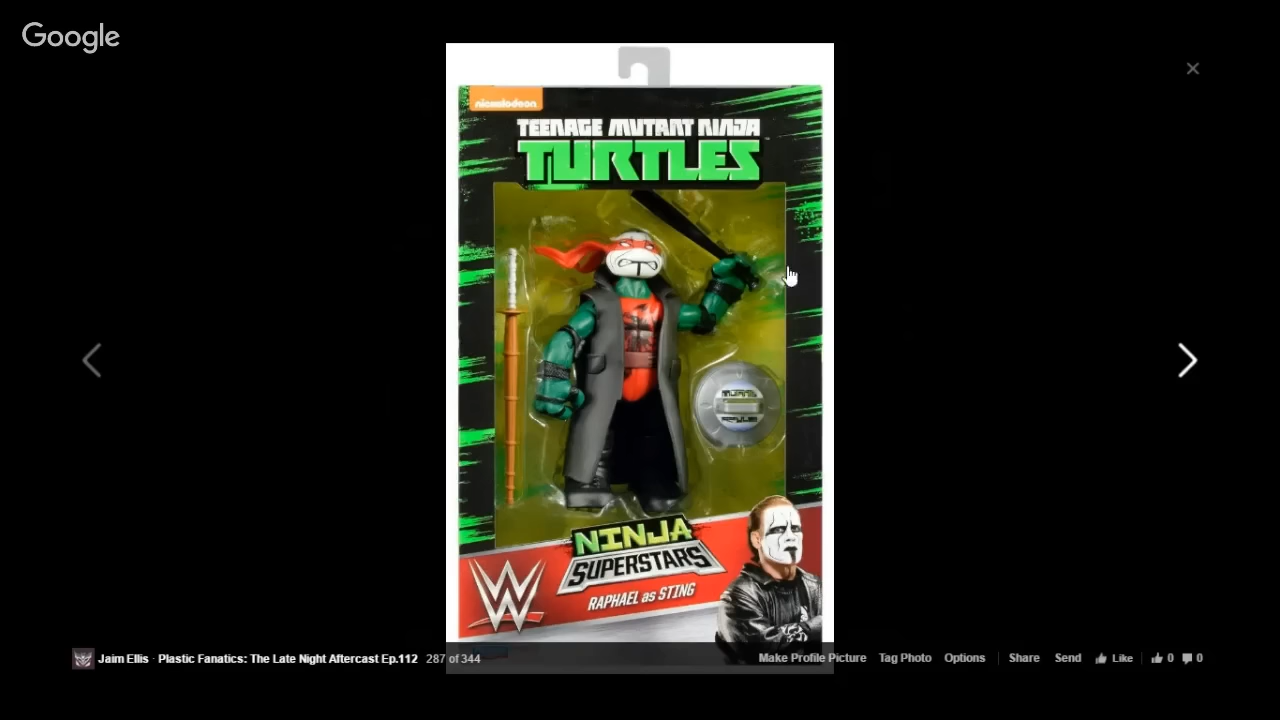 Google
nickelodeon
TEENAGE MUTANT NINJA
TURTLES
NINJA
SUPERSTARS
W
RAPHAEL as STING
Jaim Ellis · Plastic Fanatics: The Late Night Aftercast Ep.112 287 of 344
Make Profile Picture Tag Photo Options Share Send Like 0 0